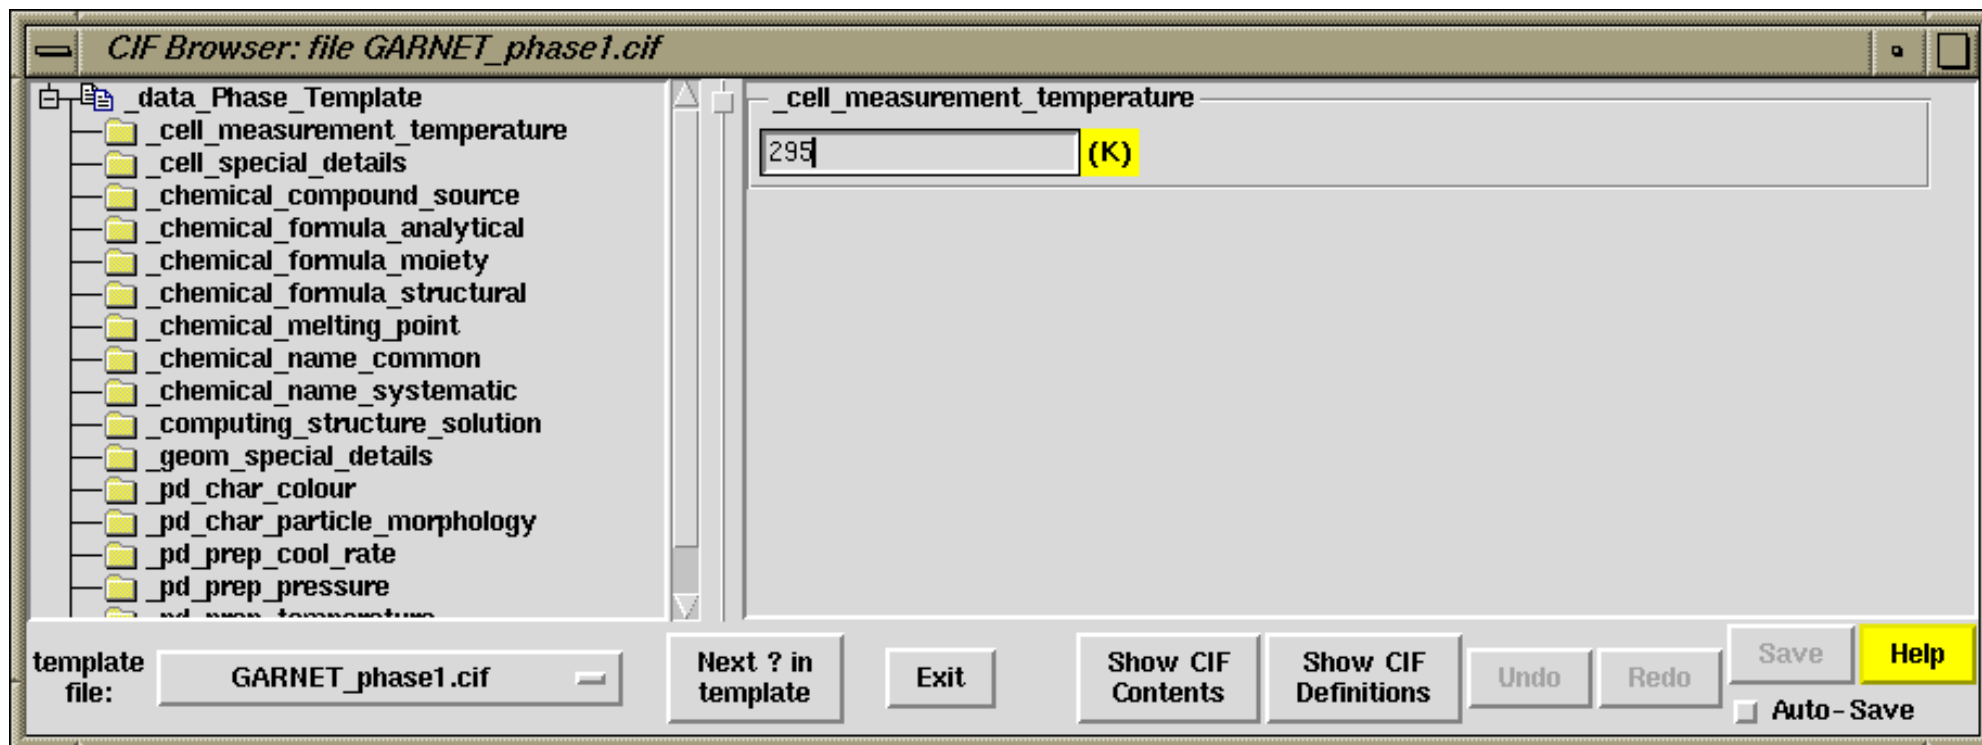 CIF Browser: file GARNET_phase1.cif
_data_Phase_Template
_cell_measurement_temperature
_cell_special_details
_chemical_compound_source
_chemical_formula_analytical
_chemical_formula_moiety
_chemical_formula_structural
_chemical_melting_point
_chemical_name_common
_chemical_name_systematic
_computing_structure_solution
_geom_special_details
_pd_char_colour
_pd_char_particle_morphology
_pd_prep_cool_rate
_pd_prep_pressure
_pd_prep_temperature
_cell_measurement_temperature
295
(K)
template
file:
GARNET_phase1.cif
Next ? in
template
Exit
Show CIF
Contents
Show CIF
Definitions
Undo
Redo
Save
Help
Auto-Save